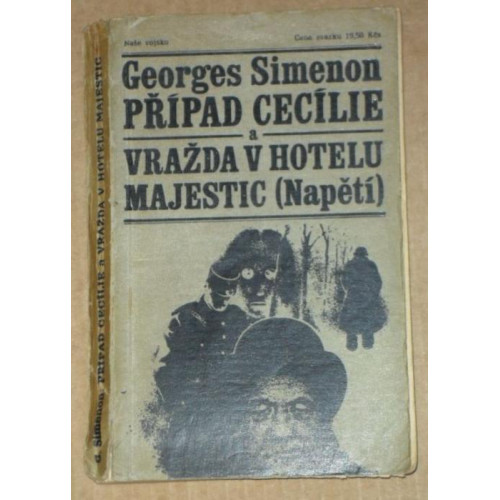 Naše vojsko
Cena svazku 19,50 Kčs
Georges Simenon
PŘÍPAD CECÍLIE
a
VRAŽDA V HOTELU
MAJESTIC (Napětí)
G. Simenon PŘÍPAD CECÍLIE a VRAŽDA V HOTELU MAJESTIC